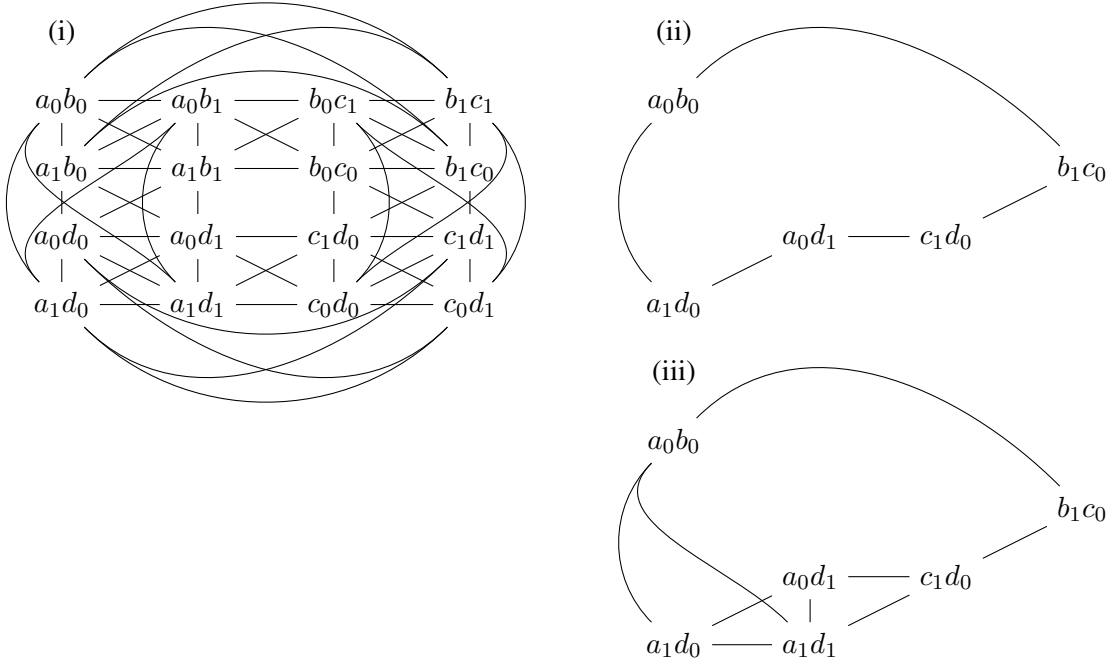 (i)
a₀b₀ a₀b₁ b₀c₁ b₁c₁
a₁b₀ a₁b₁ b₀c₀ b₁c₀
a₀d₀ a₀d₁ c₁d₀ c₁d₁
a₁d₀ a₁d₁ c₀d₀ c₀d₁
(ii)
a₀b₀
b₁c₀
a₀d₁ c₁d₀
a₁d₀
(iii)
a₀b₀
b₁c₀
a₀d₁ c₁d₀
a₁d₀ a₁d₁